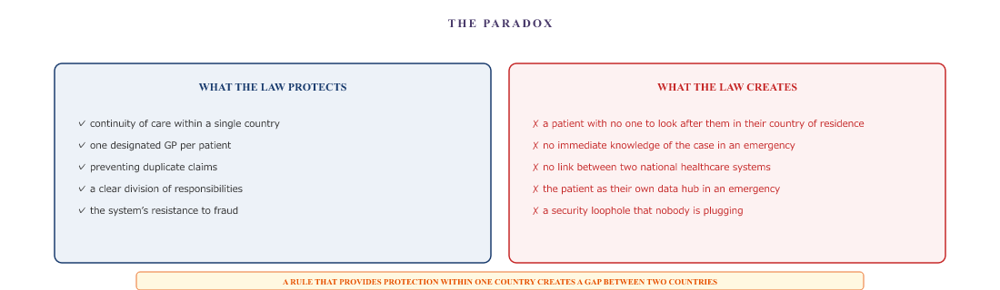 THE PARADOX
WHAT THE LAW PROTECTS
✓ continuity of care within a single country
✓ one designated GP per patient
✓ preventing duplicate claims
✓ a clear division of responsibilities
✓ the system’s resistance to fraud
WHAT THE LAW CREATES
✗ a patient with no one to look after them in their country of residence
✗ no immediate knowledge of the case in an emergency
✗ no link between two national healthcare systems
✗ the patient as their own data hub in an emergency
✗ a security loophole that nobody is plugging
A RULE THAT PROVIDES PROTECTION WITHIN ONE COUNTRY CREATES A GAP BETWEEN TWO COUNTRIES